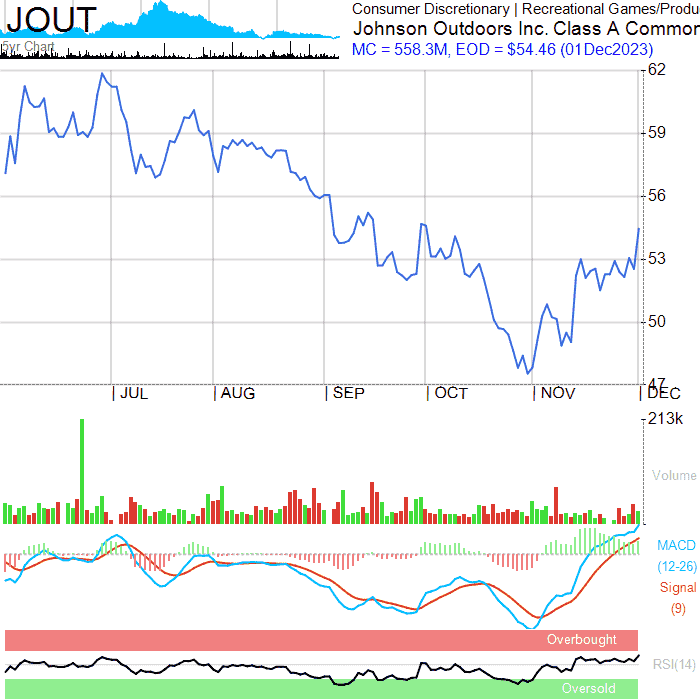 JOUT
5yr Chart
Consumer Discretionary | Recreational Games/Produ
Johnson Outdoors Inc. Class A Common
MC = 558.3M, EOD = $54.46 (01Dec2023)
62
59
56
53
50
47
JUL
AUG
SEP
OCT
NOV
DEC
213k
Volume
MACD
(12-26)
Signal
(9)
Overbought
RSI(14)
Oversold